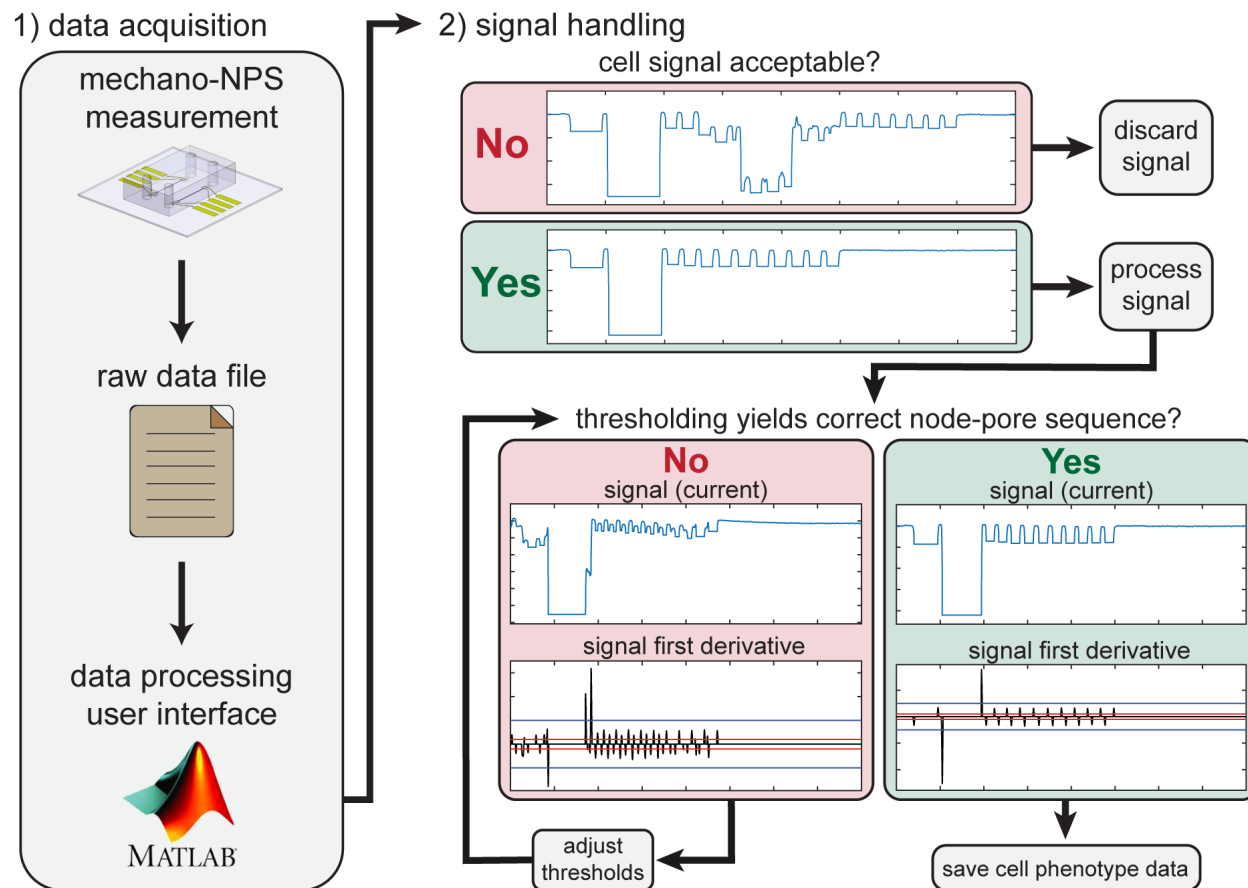 1) data acquisition
mechano-NPS
measurement
raw data file
data processing
user interface
MATLAB
2) signal handling
cell signal acceptable?
No
discard
signal
Yes
process
signal
thresholding yields correct node-pore sequence?
No
signal (current)
signal first derivative
adjust
thresholds
Yes
signal (current)
signal first derivative
save cell phenotype data